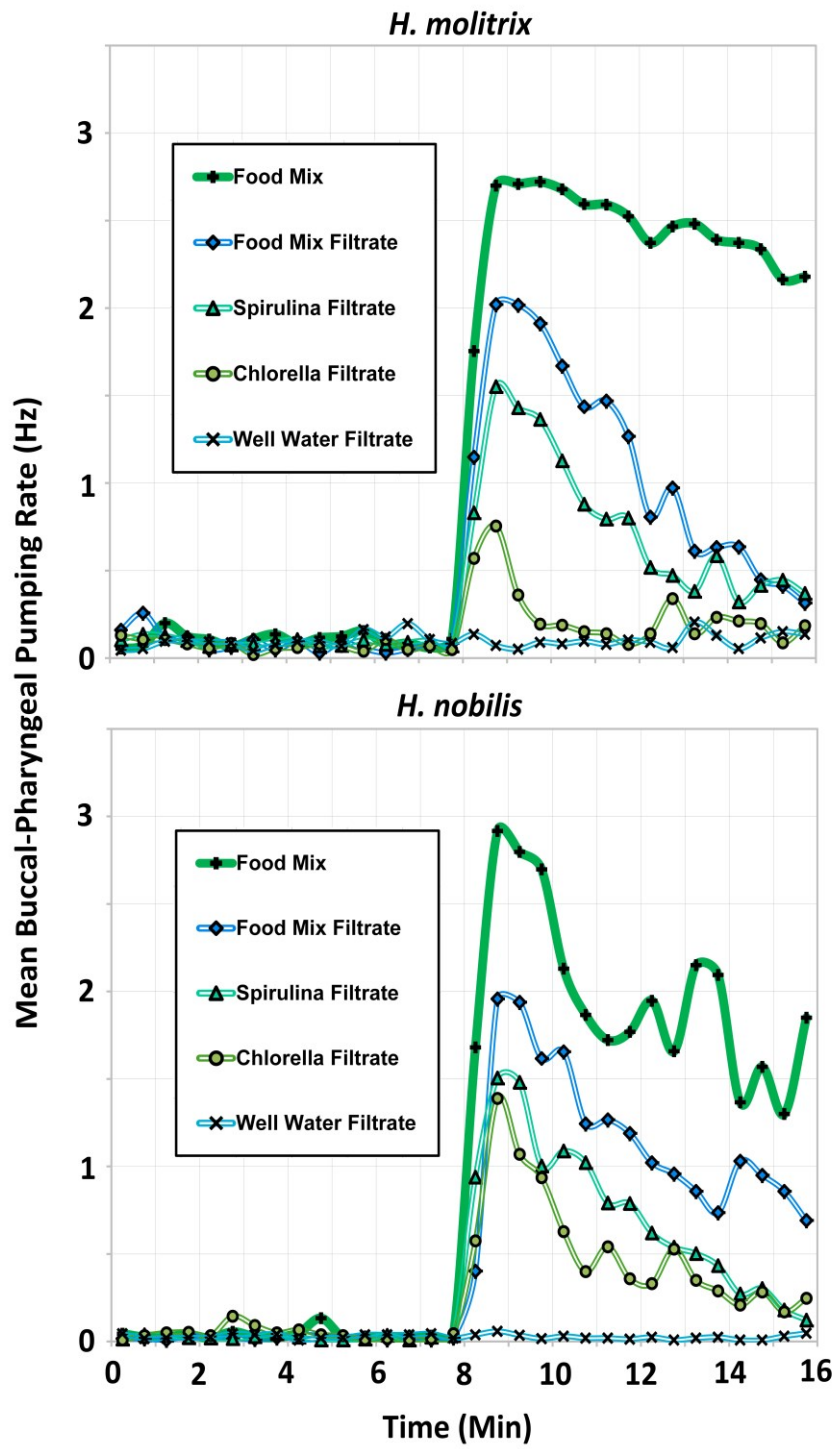 H. molitrix
Mean Buccal-Pharyngeal Pumping Rate (Hz)
3
2
1
0
Food Mix
Food Mix Filtrate
Spirulina Filtrate
Chlorella Filtrate
Well Water Filtrate
H. nobilis
3
2
1
0
Food Mix
Food Mix Filtrate
Spirulina Filtrate
Chlorella Filtrate
Well Water Filtrate
0 2 4 6 8 10 12 14 16
Time (Min)